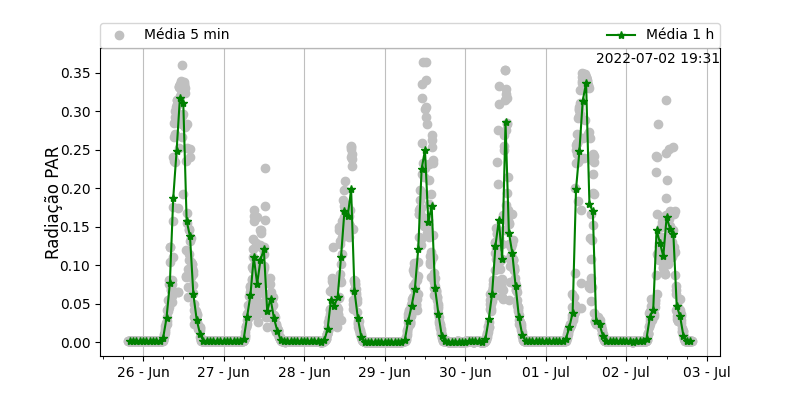 Média 5 min
Média 1 h
2022-07-02 19:31
Radiação PAR
0.35
0.30
0.25
0.20
0.15
0.10
0.05
0.00
26 - Jun
27 - Jun
28 - Jun
29 - Jun
30 - Jun
01 - Jul
02 - Jul
03 - Jul